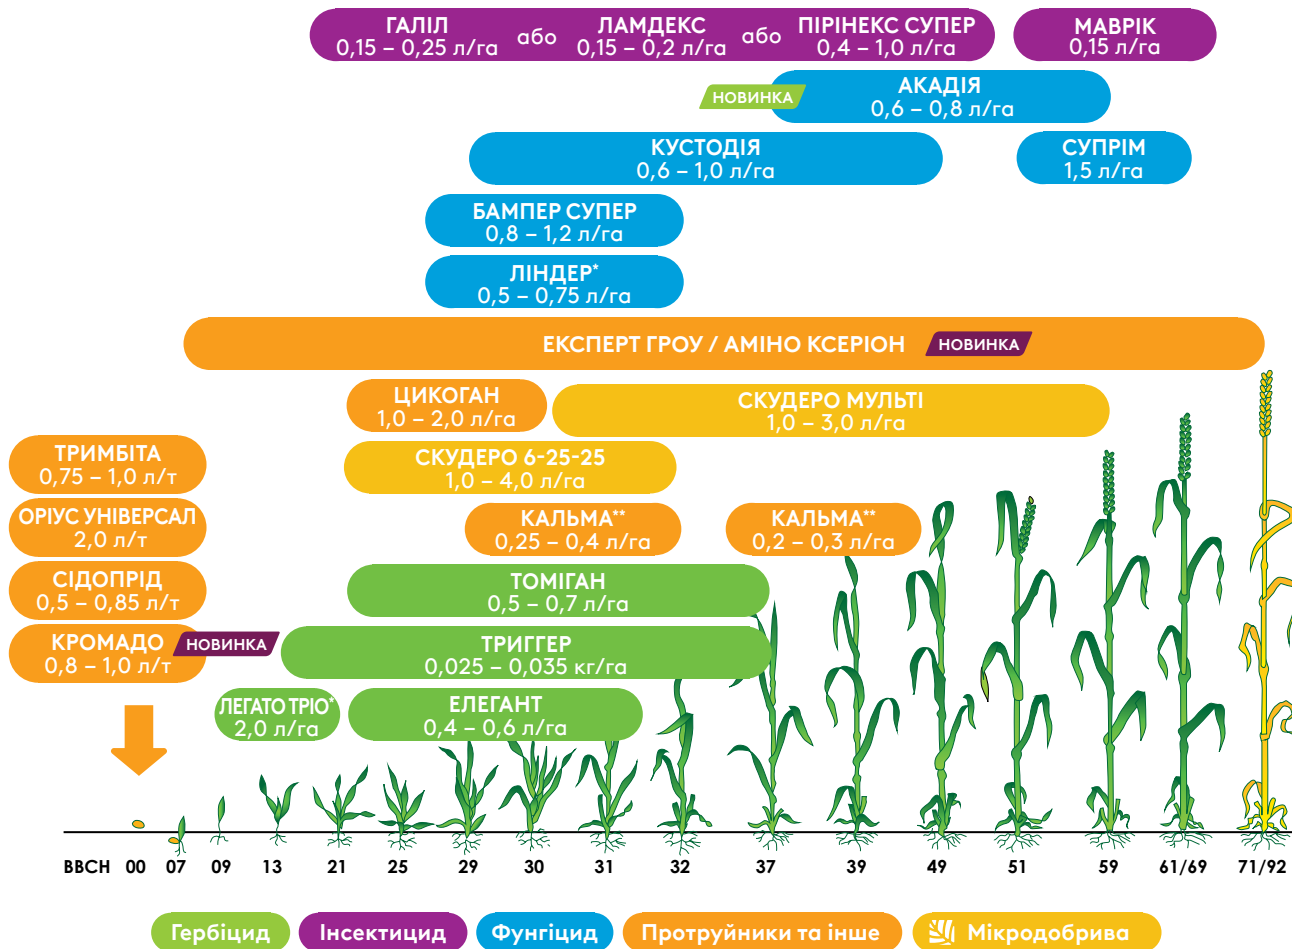 ГАЛІЛ
0,15 – 0,25 л/га
або
ЛАМДЕКС
0,15 – 0,2 л/га
або
ПІРІНЕКС СУПЕР
0,4 – 1,0 л/га
МАВРІК
0,15 л/га
НОВИНКА
АКАДІЯ
0,6 – 0,8 л/га
КУСТОДІЯ
0,6 – 1,0 л/га
СУПРІМ
1,5 л/га
БАМПЕР СУПЕР
0,8 – 1,2 л/га
ЛІНДЕР*
0,5 – 0,75 л/га
ЕКСПЕРТ ГРОУ / АМІНО КСЕРІОН
НОВИНКА
ЦИКОГАН
1,0 – 2,0 л/га
СКУДЕРО МУЛЬТІ
1,0 – 3,0 л/га
ТРИМБІТА
0,75 – 1,0 л/т
СКУДЕРО 6-25-25
1,0 – 4,0 л/га
ОРІУС УНІВЕРСАЛ
2,0 л/т
КАЛЬМА**
0,25 – 0,4 л/га
КАЛЬМА**
0,2 – 0,3 л/га
СІДОПРІД
0,5 – 0,85 л/т
ТОМІГАН
0,5 – 0,7 л/га
КРОМАДО
0,8 – 1,0 л/т
НОВИНКА
ТРИГГЕР
0,025 – 0,035 кг/га
ЛЕГАТО ТРІО*
2,0 л/га
ЕЛЕГАНТ
0,4 – 0,6 л/га
BBCH 00 07 09 13 21 25 29 30 31 32 37 39 49 51 59 61/69 71/92
Гербіцид
Інсектицид
Фунгіцид
Протруйники та інше
Мікродобрива